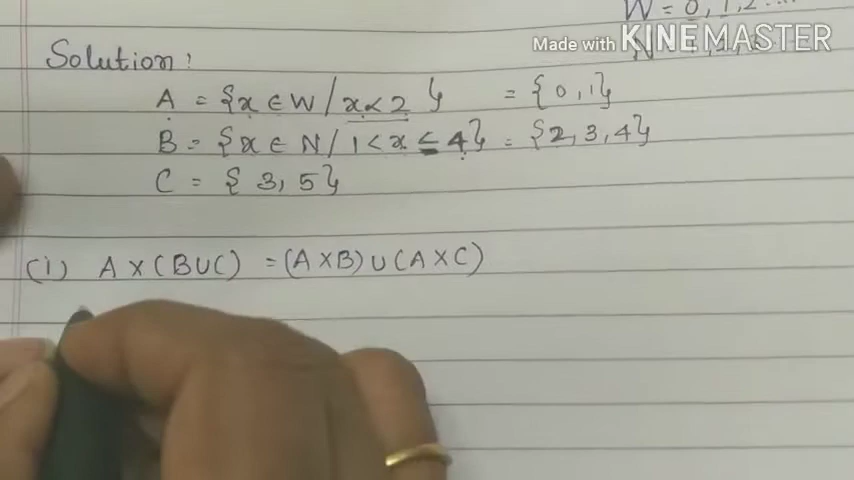 W = 0, 1, 2 ....
Made with KINEMASTER
N
Solution:
A = {x ∈ W / x < 2 } = {0, 1}
B = {x ∈ N / 1 < x ≤ 4} = {2, 3, 4}
C = { 3, 5}
(i) A × (B ∪ C) = (A × B) ∪ (A × C)